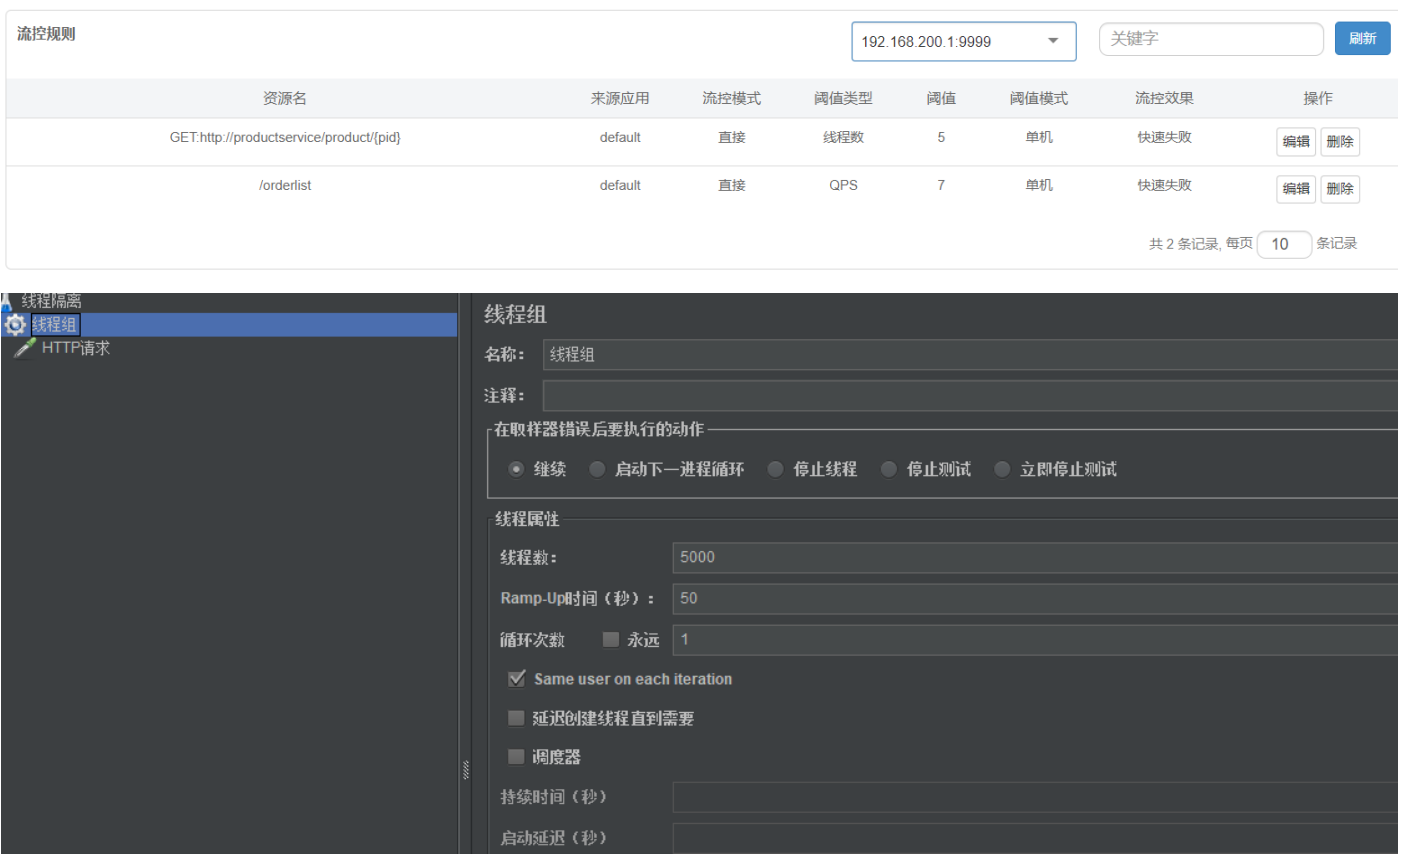 流控规则
192.168.200.1:9999
关键字
刷新
资源名 来源应用 流控模式 阈值类型 阈值 阈值模式 流控效果 操作
GET:http://productservice/product/{pid} default 直接 线程数 5 单机 快速失败 编辑 删除
/orderlist default 直接 QPS 7 单机 快速失败 编辑 删除
共 2 条记录, 每页 10 条记录
线程隔离
线程组
HTTP请求
线程组
名称： 线程组
注释：
在取样器错误后要执行的动作
继续 启动下一进程循环 停止线程 停止测试 立即停止测试
线程属性
线程数： 5000
Ramp-Up时间（秒）： 50
循环次数 永远 1
Same user on each iteration
延迟创建线程直到需要
调度器
持续时间（秒）
启动延迟（秒）